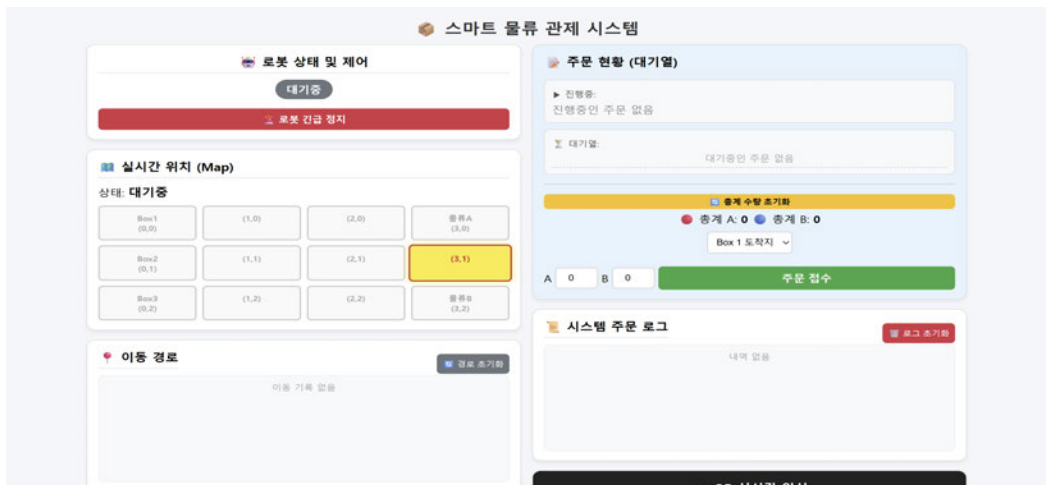 스마트 물류 관제 시스템
로봇 상태 및 제어
대기중
로봇 긴급 정지
실시간 위치 (Map)
상태: 대기중
Box1 (1,0) (2,0) 물류A
(0,0) (3,0)
Box2 (1,1) (2,1) (3,1)
(0,1)
Box3 (1,2) (2,2) 물류B
(0,2) (3,2)
이동 경로
경로 초기화
이동 기록 없음
주문 현황 (대기열)
▶ 진행중:
진행중인 주문 없음
대기열:
대기중인 주문 없음
총계 수량 초기화
총계 A: 0 총계 B: 0
Box 1 도착지
A 0 B 0 주문 접수
시스템 주문 로그
로그 초기화
내역 없음